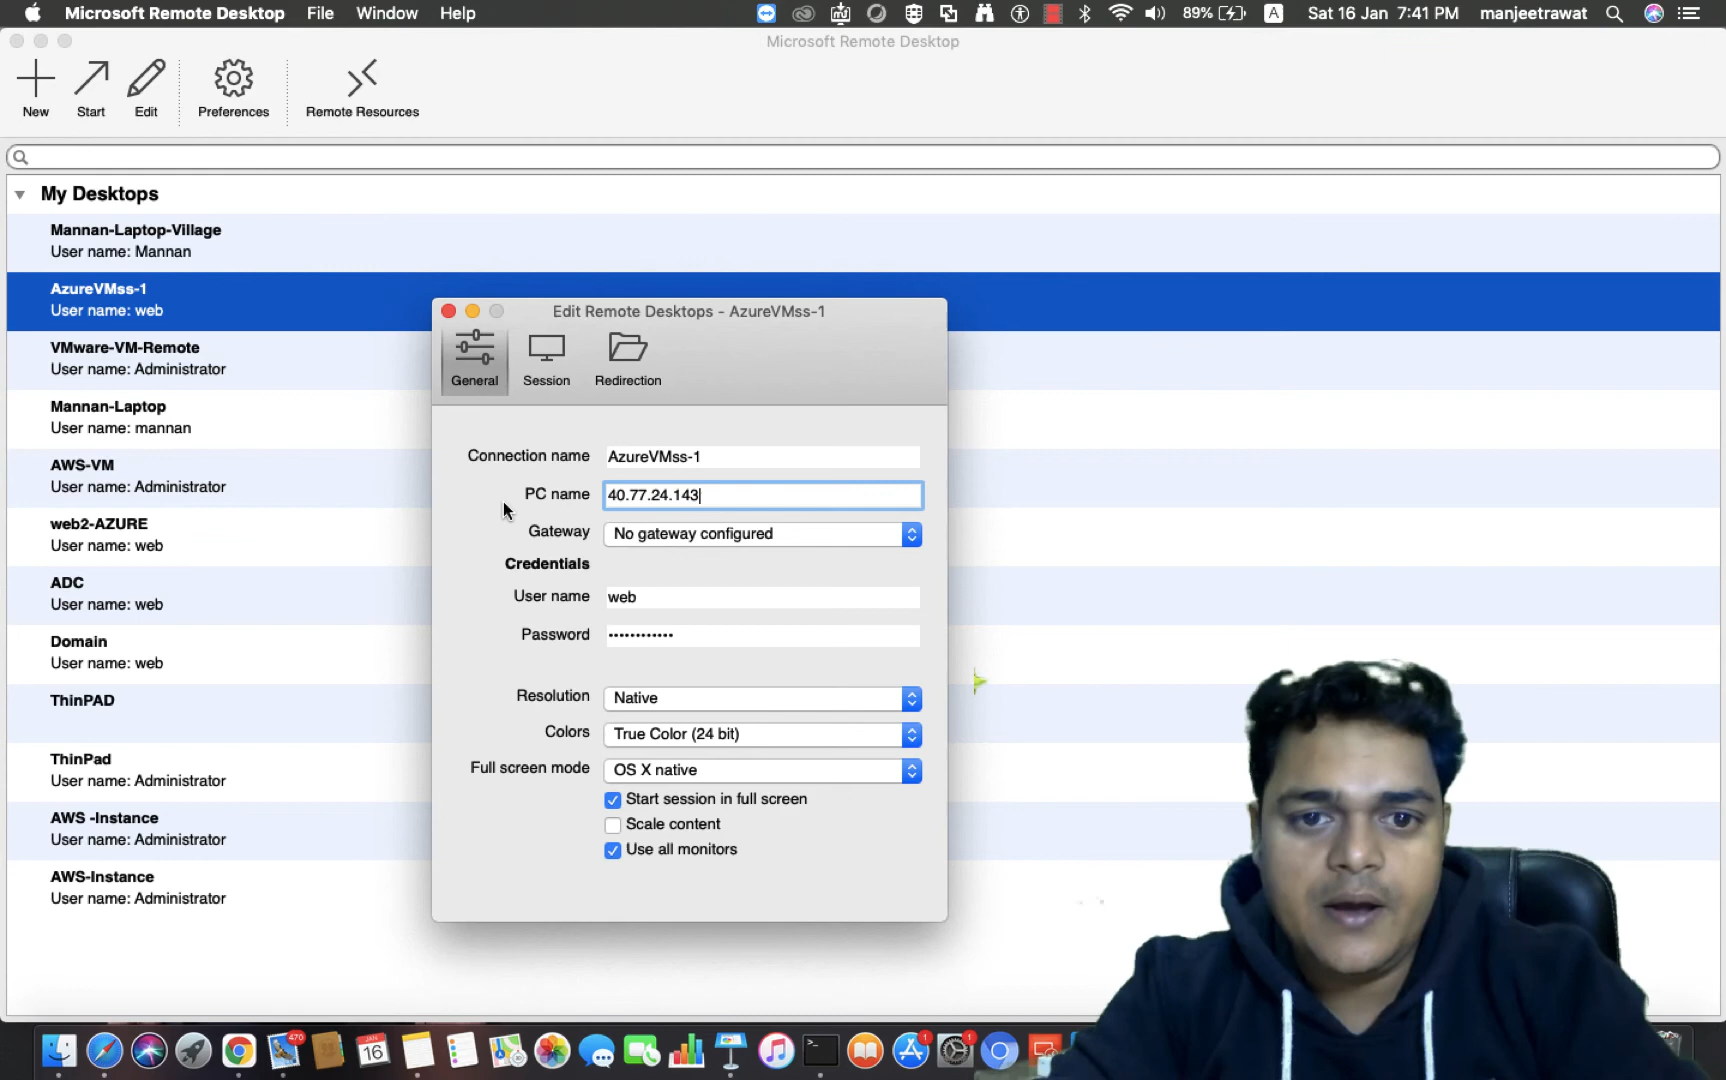 Microsoft Remote Desktop File Window Help 89% A Sat 16 Jan 7:41 PM manjeetrawat
Microsoft Remote Desktop
New Start Edit Preferences Remote Resources
My Desktops
Mannan-Laptop-Village
User name: Mannan
AzureVMss-1
User name: web
VMware-VM-Remote
User name: Administrator
Mannan-Laptop
User name: mannan
AWS-VM
User name: Administrator
web2-AZURE
User name: web
ADC
User name: web
Domain
User name: web
ThinPAD
ThinPad
User name: Administrator
AWS -Instance
User name: Administrator
AWS-Instance
User name: Administrator
Edit Remote Desktops - AzureVMss-1
General Session Redirection
Connection name AzureVMss-1
PC name 40.77.24.143
Gateway No gateway configured
Credentials
User name web
Password ••••••••••••
Resolution Native
Colors True Color (24 bit)
Full screen mode OS X native
Start session in full screen
Scale content
Use all monitors
470
JAN
16
1
1